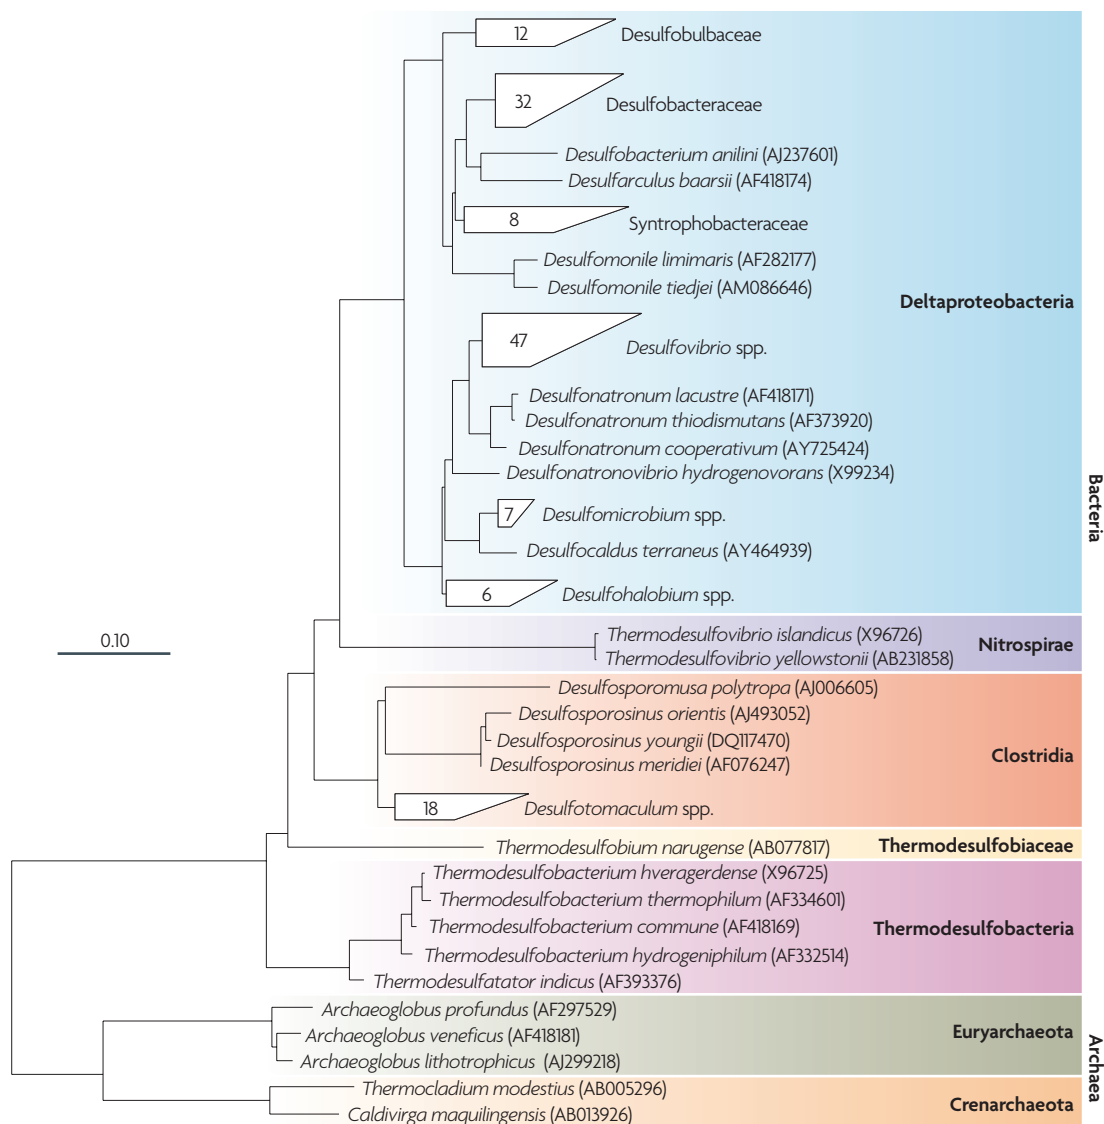 12 Desulfobulbaceae
32 Desulfobacteraceae
Desulfobacterium anilini (AJ237601)
Desulfarculus baarsii (AF418174)
8 Syntrophobacteraceae
Desulfomonile limimaris (AF282177)
Desulfomonile tiedjei (AM086646)
Deltaproteobacteria
47 Desulfovibrio spp.
Desulfonatronum lacustre (AF418171)
Desulfonatronum thiodismutans (AF373920)
Desulfonatronum cooperativum (AY725424)
Desulfonatronovibrio hydrogenovorans (X99234)
7 Desulfomicrobium spp.
Desulfocaldus terraneus (AY464939)
6 Desulfohalobium spp.
Bacteria
0.10
Thermodesulfovibrio islandicus (X96726)
Nitrospirae
Thermodesulfovibrio yellowstonii (AB231858)
Desulfosporomusa polytropa (AJ006605)
Desulfosporosinus orientis (AJ493052)
Desulfosporosinus youngii (DQ117470)
Clostridia
Desulfosporosinus meridiei (AF076247)
18 Desulfotomaculum spp.
Thermodesulfobium narugense (AB077817) Thermodesulfobiaceae
Thermodesulfobacterium hveragerdense (X96725)
Thermodesulfobacterium thermophilum (AF334601)
Thermodesulfobacterium commune (AF418169) Thermodesulfobacteria
Thermodesulfobacterium hydrogeniphilum (AF332514)
Thermodesulfatator indicus (AF393376)
Archaeoglobus profundus (AF297529)
Archaeoglobus veneficus (AF418181) Euryarchaeota
Archaeoglobus lithotrophicus (AJ299218)
Archaea
Thermocladium modestius (AB005296)
Crenarchaeota
Caldivirga maquilingensis (AB013926)